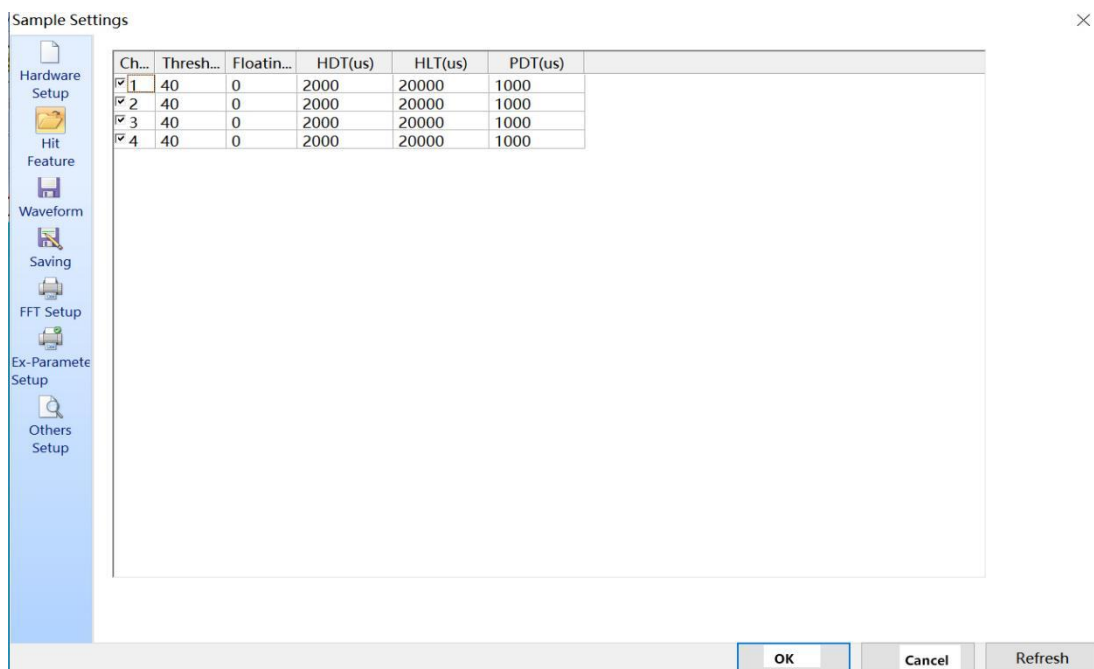 Sample Settings
Hardware
Setup
Hit
Feature
Waveform
Saving
FFT Setup
Ex-Paramete
Setup
Others
Setup
Ch... Thresh... Floatin... HDT(us) HLT(us) PDT(us)
1 40 0 2000 20000 1000
2 40 0 2000 20000 1000
3 40 0 2000 20000 1000
4 40 0 2000 20000 1000
OK Cancel Refresh